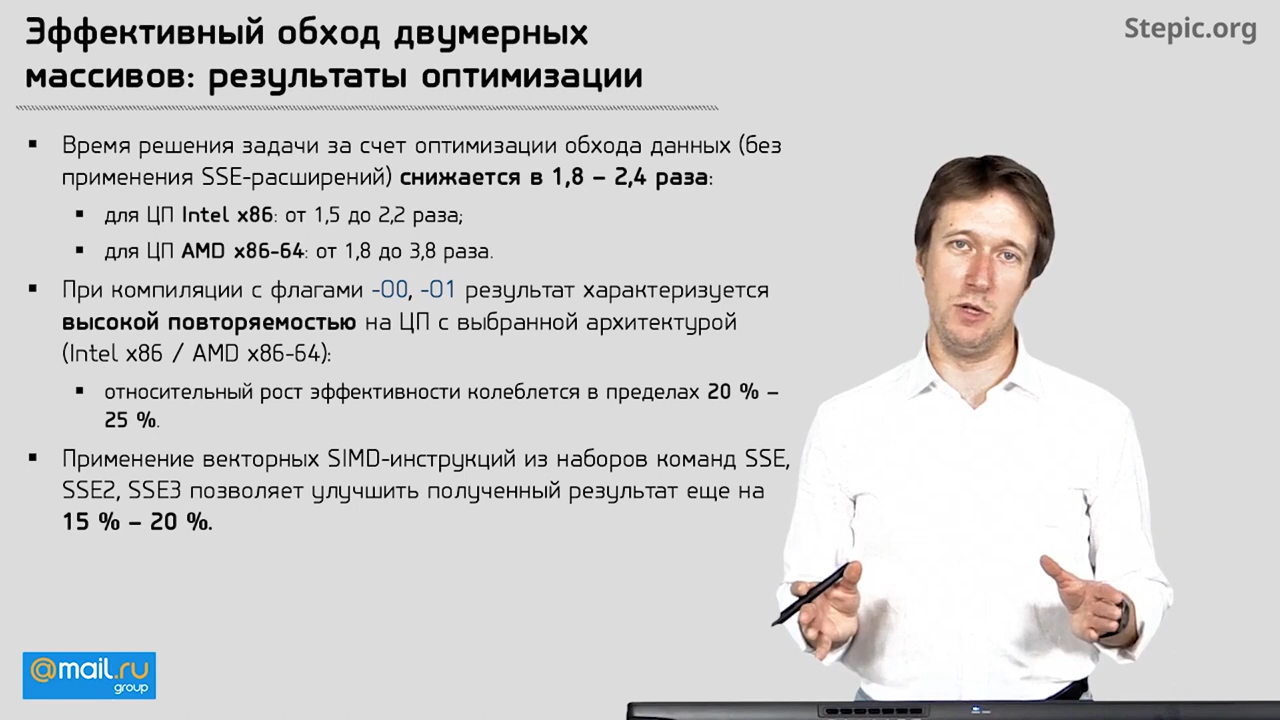 Эффективный обход двумерных
массивов: результаты оптимизации
Stepic.org
▪ Время решения задачи за счет оптимизации обхода данных (без
применения SSE-расширений) снижается в 1,8 – 2,4 раза:
▪ для ЦП Intel x86: от 1,5 до 2,2 раза;
▪ для ЦП AMD x86-64: от 1,8 до 3,8 раза.
▪ При компиляции с флагами -O0, -O1 результат характеризуется
высокой повторяемостью на ЦП с выбранной архитектурой
(Intel x86 / AMD x86-64):
▪ относительный рост эффективности колеблется в пределах 20 % –
25 %.
▪ Применение векторных SIMD-инструкций из наборов команд SSE,
SSE2, SSE3 позволяет улучшить полученный результат еще на
15 % – 20 %.
@mail.ru
group